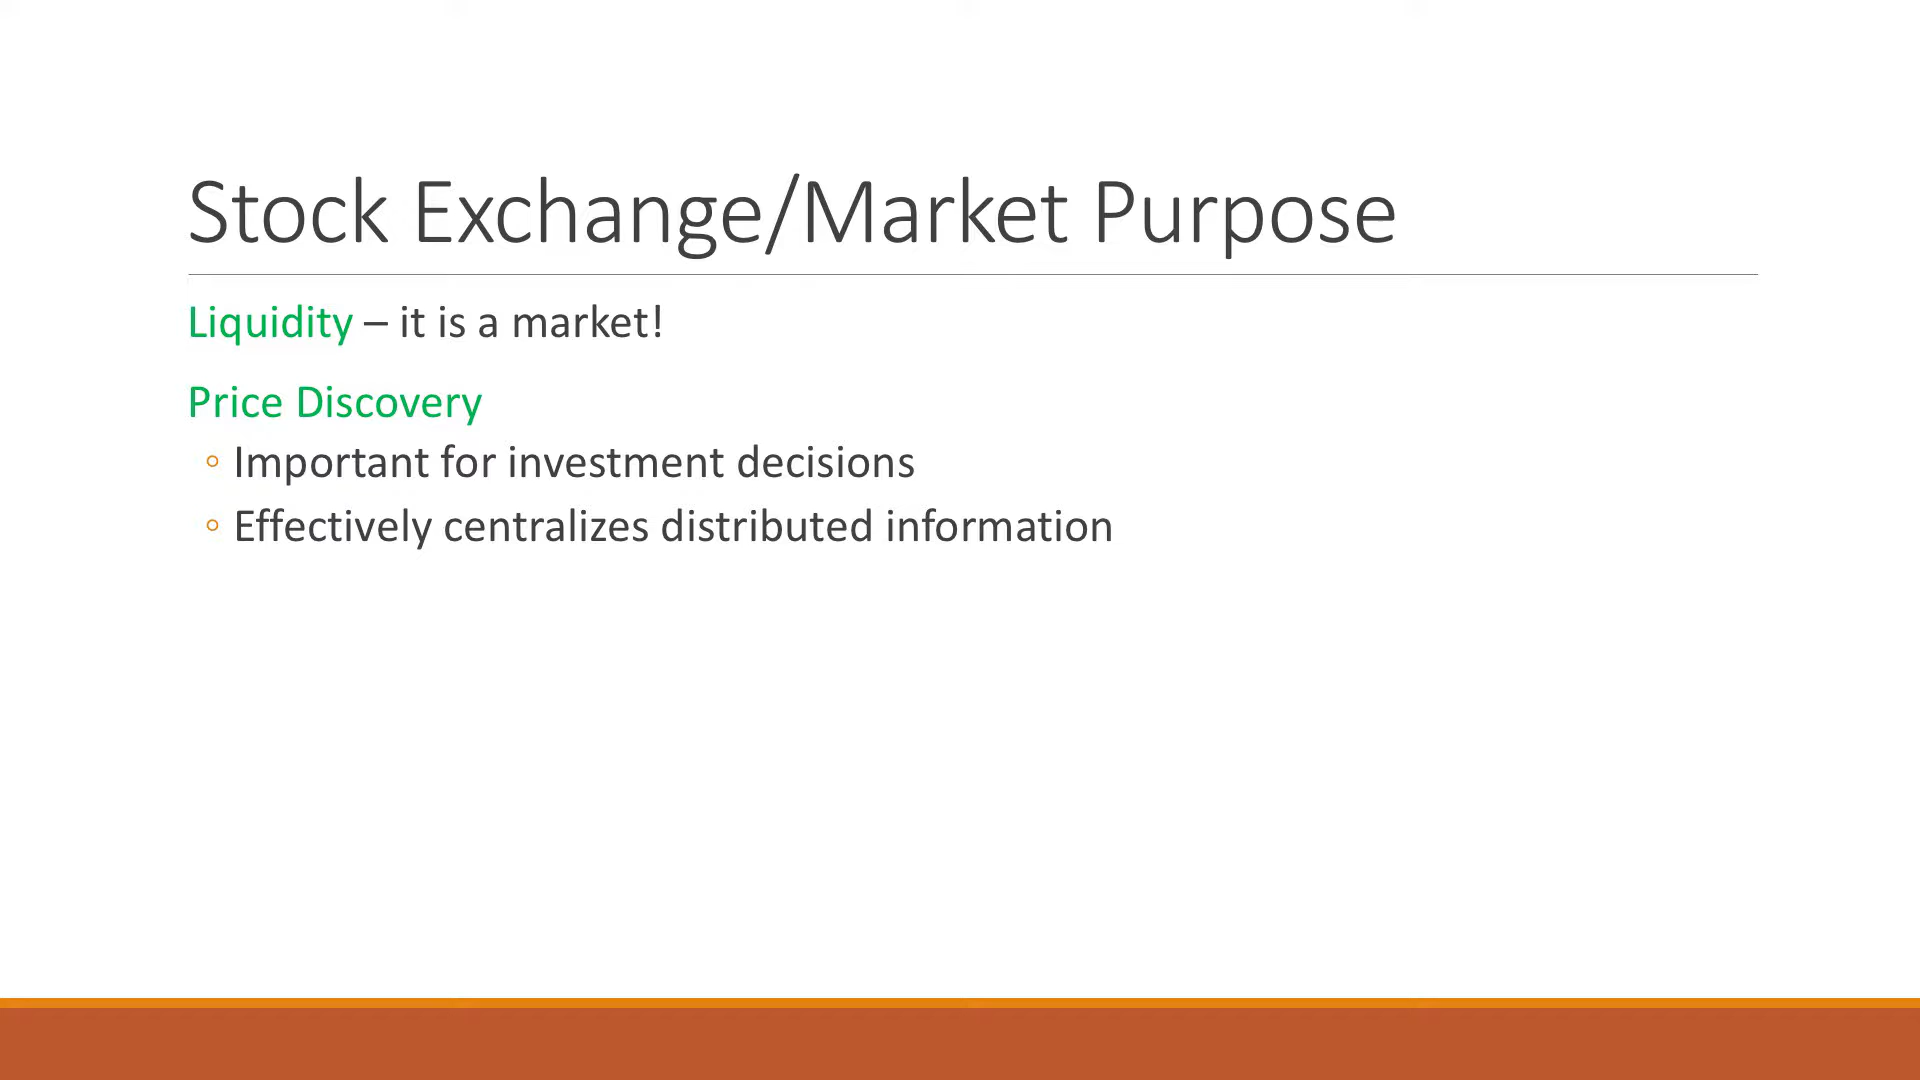 Stock Exchange/Market Purpose
Liquidity – it is a market!
Price Discovery
◦ Important for investment decisions
◦ Effectively centralizes distributed information